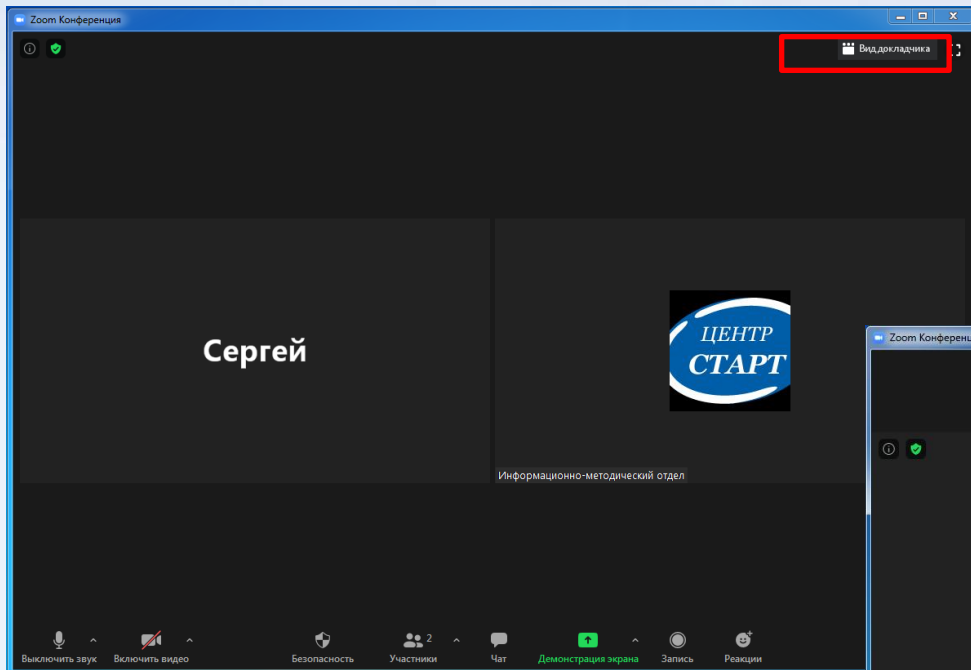 Zoom Конференция
Вид докладчика
Сергей
ЦЕНТР
СТАРТ
Информационно-методический отдел
Zoom
Выключить звук
Включить видео
Безопасность
Участники
2
Чат
Демонстрация экрана
Запись
Реакции